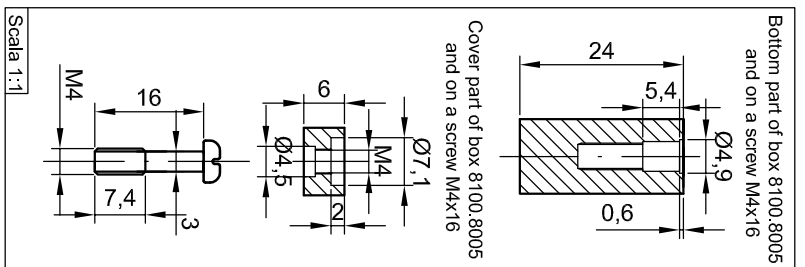 Bottom part of box 8100.8005
and on a screw M4x16
24
5,4
Ø4,9
0,6
Cover part of box 8100.8005
and on a screw M4x16
6
Ø7,1
M4
Ø4,5
2
16
M4
7,4
3
Scala 1:1